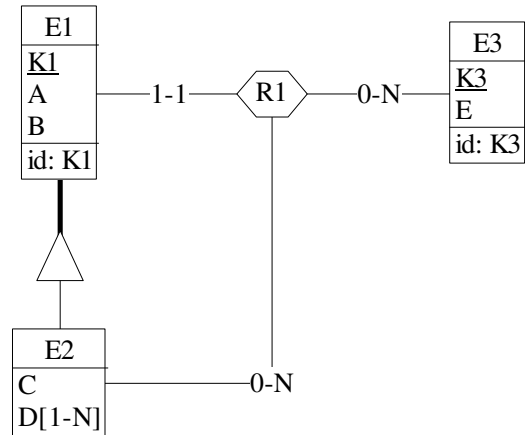 E1
K1
A
B
id: K1
1-1
R1
0-N
E3
K3
E
id: K3
E2
C
D[1-N]
0-N